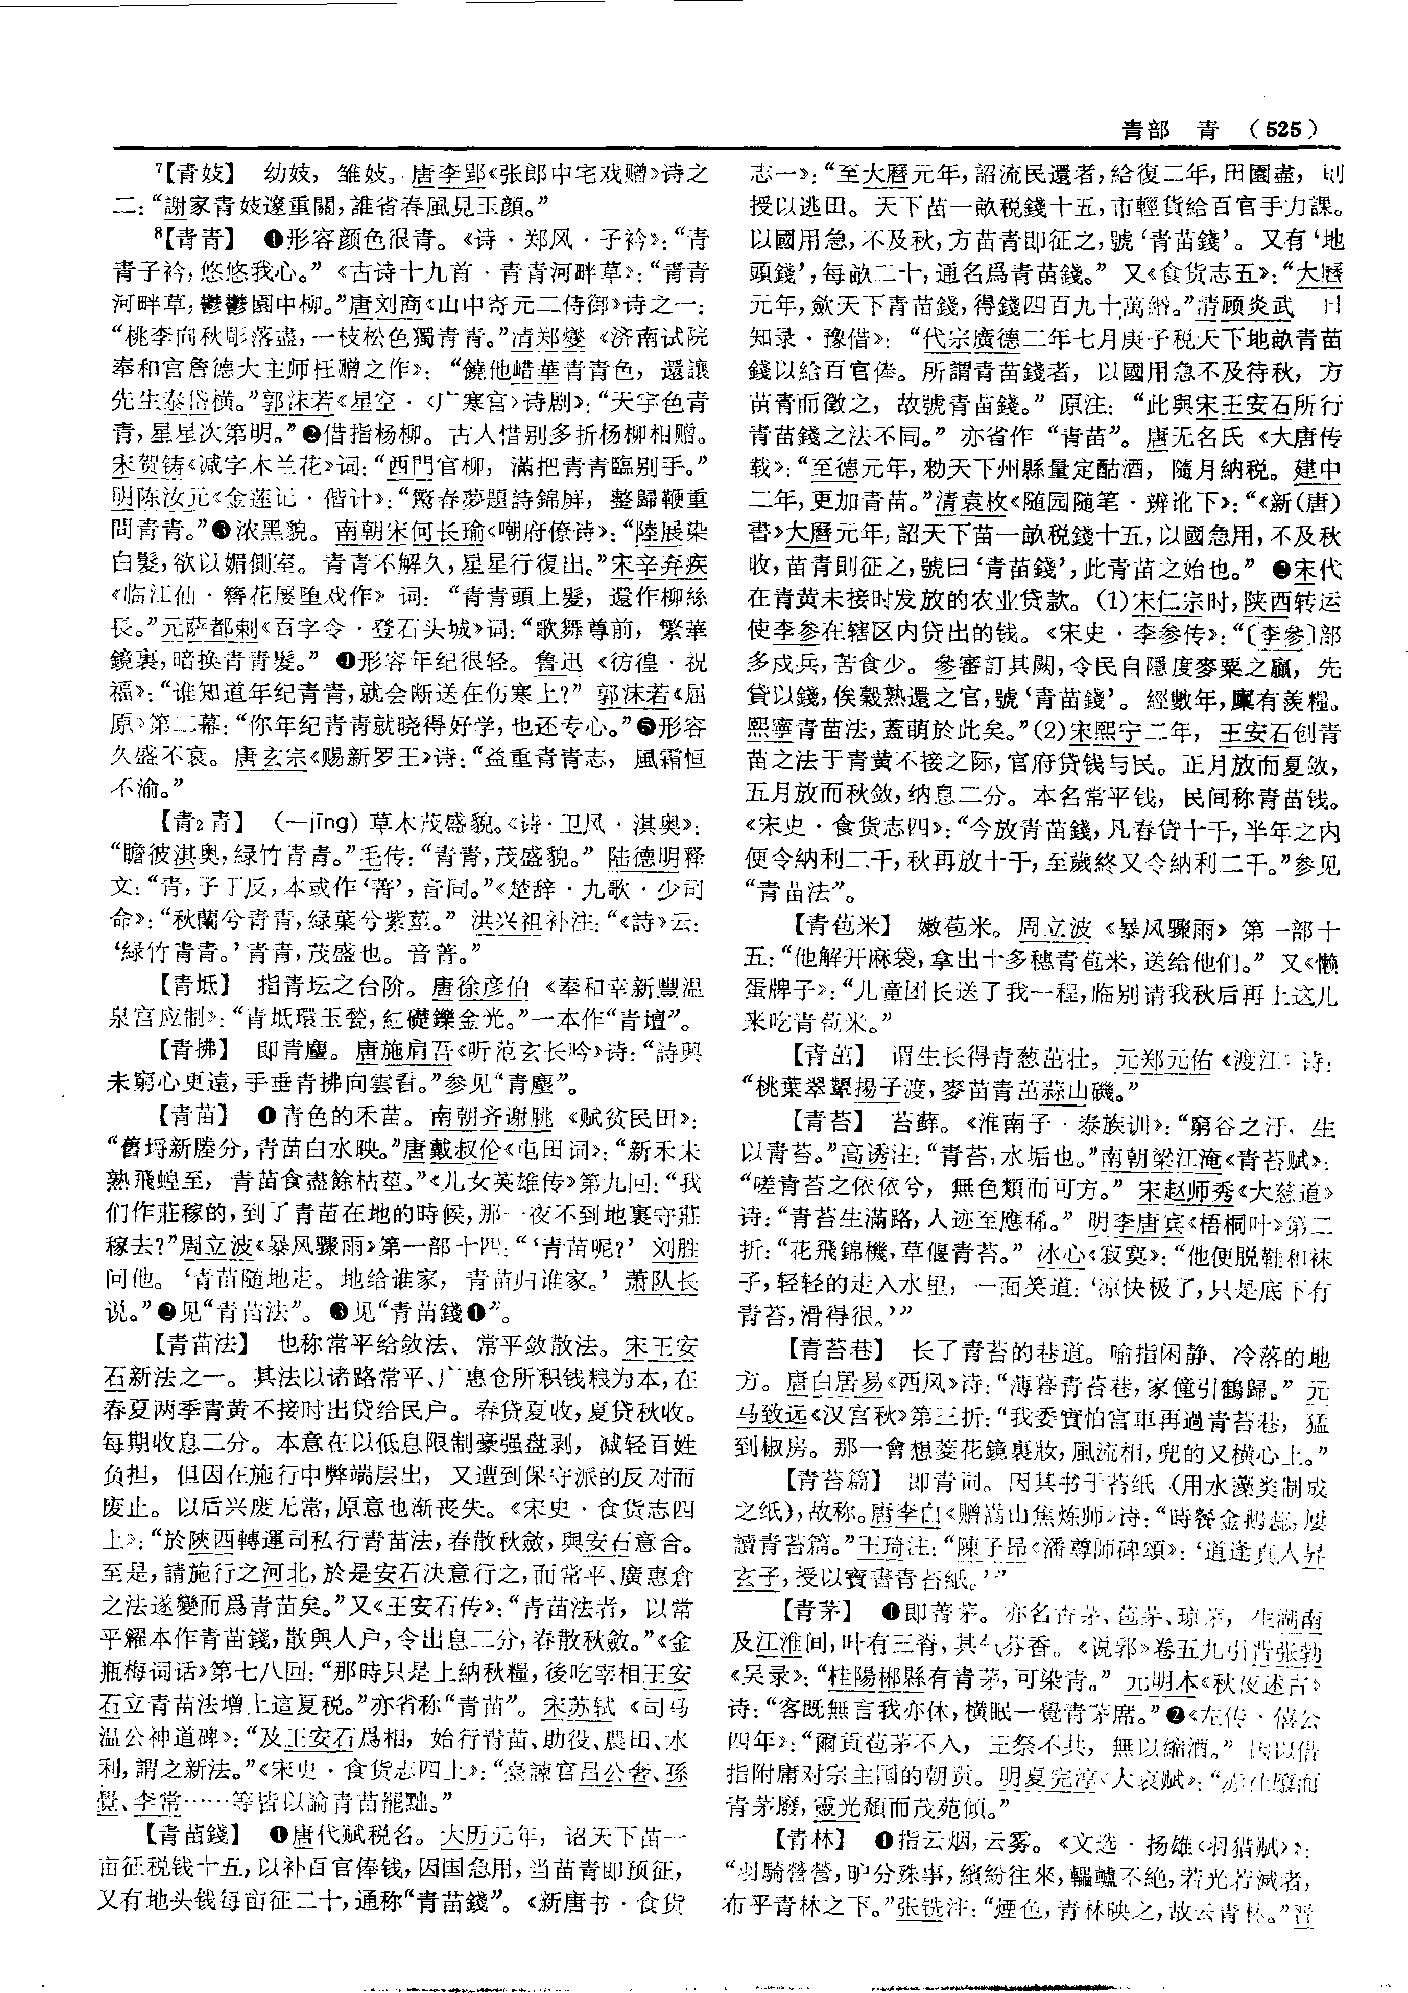 青部 青 (525)
⁷【青妓】 幼妓，雏妓。唐李郢《张郎中宅戏赠》诗之
二：“謝家青妓邃重關，誰省春風見玉顔。”
⁸【青青】 ❶形容颜色很青。《诗·郑风·子衿》：“青
青子衿，悠悠我心。”《古诗十九首·青青河畔草》：“青青
河畔草，鬱鬱園中柳。”唐刘商《山中寄元二侍御》诗之一：
“桃李向秋彫落盡，一枝松色獨青青。”清郑燮《济南试院
奉和宫詹德大主师枉赠之作》：“饒他蜡華青青色，還讓
先生泰岱横。”郭沫若《星空·〈广寒宫〉诗剧》：“天宇色青
青，星星次第明。”❷借指杨柳。古人惜别多折杨柳相赠。
宋贺铸《减字木兰花》词：“西門官柳，滿把青青臨别手。”
明陈汝元《金莲记·偕计》：“驚春夢題詩錦屏，整歸鞭重
問青青。”❸浓黑貌。南朝宋何长瑜《嘲府僚诗》：“陸展染
白髮，欲以媚側室。青青不解久，星星行復出。”宋辛弃疾
《临江仙·簪花屡堕戏作》词：“青青頭上髮，還作柳絲
長。”元萨都剌《百字令·登石头城》词：“歌舞尊前，繁華
鏡裏，暗换青青髮。”❹形容年纪很轻。鲁迅《彷徨·祝
福》：“谁知道年纪青青，就会断送在伤寒上？”郭沫若《屈
原》第二幕：“你年纪青青就晓得好学，也还专心。”❺形容
久盛不衰。唐玄宗《赐新罗王》诗：“益重青青志，風霜恒
不渝。”
【青₂青】 （—jīng）草木茂盛貌。《诗·卫风·淇奥》：
“瞻彼淇奥，緑竹青青。”毛传：“青青，茂盛貌。”陆德明释
文：“青，子丁反，本或作‘菁’，音同。”《楚辞·九歌·少司
命》：“秋蘭兮青青，緑葉兮紫莖。”洪兴祖补注：“《詩》云：
‘緑竹青青。’青青，茂盛也。音菁。”
【青坻】 指青坛之台阶。唐徐彦伯《奉和幸新豐温
泉宫应制》：“青坻環玉甃，紅礎鑠金光。”一本作“青壇”。
【青拂】 即青麈。唐施肩吾《听范玄长吟》诗：“詩興
未窮心更遠，手垂青拂向雲看。”参见“青麈”。
【青苗】 ❶青色的禾苗。南朝齐谢朓《赋贫民田》：
“舊埒新塍分，青苗白水映。”唐戴叔伦《屯田词》：“新禾未
熟飛蝗至，青苗食盡餘枯莖。”《儿女英雄传》第九回：“我
们作莊稼的，到了青苗在地的時候，那一夜不到地裏守莊
稼去？”周立波《暴风骤雨》第一部十四：“‘青苗呢？’刘胜
问他。‘青苗随地走。地给谁家，青苗归谁家。’萧队长
说。”❷见“青苗法”。❸见“青苗錢❶”。
【青苗法】 也称常平给敛法、常平敛散法。宋王安
石新法之一。其法以诸路常平、广惠仓所积钱粮为本，在
春夏两季青黄不接时出贷给民户。春贷夏收，夏贷秋收。
每期收息二分。本意在以低息限制豪强盘剥，减轻百姓
负担，但因在施行中弊端层出，又遭到保守派的反对而
废止。以后兴废无常，原意也渐丧失。《宋史·食货志四
上》：“於陝西轉運司私行青苗法，春散秋斂，與安石意合。
至是，請施行之河北，於是安石决意行之，而常平、廣惠倉
之法遂變而爲青苗矣。”又《王安石传》：“青苗法者，以常
平糴本作青苗錢，散與人户，令出息二分，春散秋斂。”《金
瓶梅词话》第七八回：“那時只是上納秋糧，後吃宰相王安
石立青苗法增上這夏税。”亦省称“青苗”。宋苏轼《司马
温公神道碑》：“及王安石爲相，始行青苗、助役、農田、水
利，謂之新法。”《宋史·食货志四上》：“臺諫官吕公著、孫
覺、李常……等皆以論青苗罷黜。”
【青苗錢】 ❶唐代赋税名。大历元年，诏天下苗一
亩征税钱十五，以补百官俸钱，因国急用，当苗青即预征，
又有地头钱每亩征二十，通称“青苗錢”。《新唐书·食货
志一》：“至大曆元年，詔流民還者，給復二年，田園盡，則
授以逃田。天下苗一畝税錢十五，市輕貨給百官手力課。
以國用急，不及秋，方苗青即征之，號‘青苗錢’。又有‘地
頭錢’，每畝二十，通名爲青苗錢。”又《食货志五》：“大曆
元年，斂天下青苗錢，得錢四百九十萬緡。”清顾炎武《日
知录·豫借》：“代宗廣德二年七月庚子税天下地畝青苗
錢以給百官俸。所謂青苗錢者，以國用急不及待秋，方
苗青而徵之，故號青苗錢。”原注：“此與宋王安石所行
青苗錢之法不同。”亦省作“青苗”。唐无名氏《大唐传
载》：“至德元年，勑天下州縣量定酤酒，隨月納税。建中
二年，更加青苗。”清袁枚《随园随笔·辨讹下》：“《新（唐）
書》大曆元年，詔天下苗一畝税錢十五，以國急用，不及秋
收，苗青則征之，號曰‘青苗錢’，此青苗之始也。”❷宋代
在青黄未接时发放的农业贷款。(1)宋仁宗时，陕西转运
使李参在辖区内贷出的钱。《宋史·李参传》：“〔李參〕部
多戍兵，苦食少。參審訂其闕，令民自隱度麥粟之贏，先
貸以錢，俟穀熟還之官，號‘青苗錢’。經數年，廩有羨糧。
熙寧青苗法，蓋萌於此矣。”(2)宋熙宁二年，王安石创青
苗之法于青黄不接之际，官府贷钱与民。正月放而夏敛，
五月放而秋敛，纳息二分。本名常平钱，民间称青苗钱。
《宋史·食货志四》：“今放青苗錢，凡春貸十千，半年之内
便令納利二千，秋再放十千，至歲終又令納利二千。”参见
“青苗法”。
【青苞米】 嫩苞米。周立波《暴风骤雨》第一部十
五：“他解开麻袋，拿出十多穗青苞米，送给他们。”又《懒
蛋牌子》：“儿童团长送了我一程，临别请我秋后再上这儿
来吃青苞米。”
【青茁】 谓生长得青葱茁壮。元郑元佑《渡江》诗：
“桃葉翠顰揚子渡，麥苗青茁蒜山磯。”
【青苔】 苔藓。《淮南子·泰族训》：“窮谷之汙，生
以青苔。”高诱注：“青苔，水垢也。”南朝梁江淹《青苔赋》：
“嗟青苔之依依兮，無色類而可方。”宋赵师秀《大慈道》
诗：“青苔生滿路，人迹至應稀。”明李唐宾《梧桐叶》第二
折：“花飛錦機，草偃青苔。”冰心《寂寞》：“他便脱鞋和袜
子，轻轻的走入水里，一面笑道：‘凉快极了，只是底下有
青苔，滑得很。’”
【青苔巷】 长了青苔的巷道。喻指闲静、冷落的地
方。唐白居易《西风》诗：“薄暮青苔巷，家僮引鶴歸。”元
马致远《汉宫秋》第三折：“我委實怕宫車再過青苔巷，猛
到椒房。那一會想菱花鏡裏妝，風流相，兜的又横心上。”
【青苔篇】 即青词。因其书于苔纸（用水藻类制成
之纸），故称。唐李白《赠嵩山焦炼师》诗：“時餐金鵝蕊，屢
讀青苔篇。”王琦注：“陳子昂《潘尊師碑頌》：‘道逢真人昇
玄子，授以寶書青苔紙。’”
【青茅】 ❶即菁茅。亦名香茅、苞茅、琼茅，生湖南
及江淮间，叶有三脊，其气芬香。《说郛》卷五九引晋张勃
《吴录》：“桂陽郴縣有青茅，可染青。”元明本《秋夜述古》
诗：“客既無言我亦休，横眠一覺青茅席。”❷《左传·僖公
四年》：“爾貢苞茅不入，王祭不共，無以縮酒。”因以借
指附庸对宗主国的朝贡。明夏完淳《大哀赋》：“赤仄壞而
青茅廢，靈光頹而茂苑傾。”
【青林】 ❶指云烟，云雾。《文选·扬雄〈羽猎赋〉》：
“羽騎營營，昈分殊事，繽紛往來，轠轤不絶，若光若滅者，
布乎青林之下。”张铣注：“煙色，青林映之，故云青林。”晋